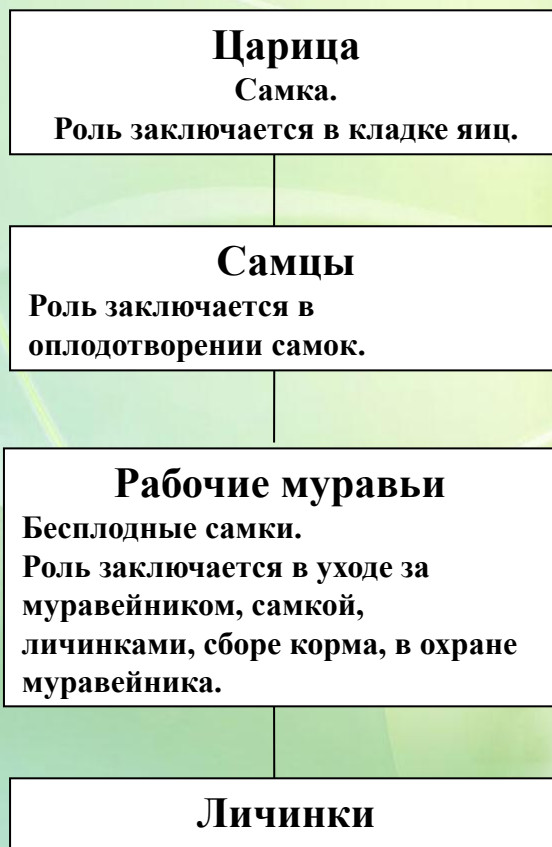 Царица
Самка.
Роль заключается в кладке яиц.
Самцы
Роль заключается в
оплодотворении самок.
Рабочие муравьи
Бесплодные самки.
Роль заключается в уходе за
муравейником, самкой,
личинками, сборе корма, в охране
муравейника.
Личинки